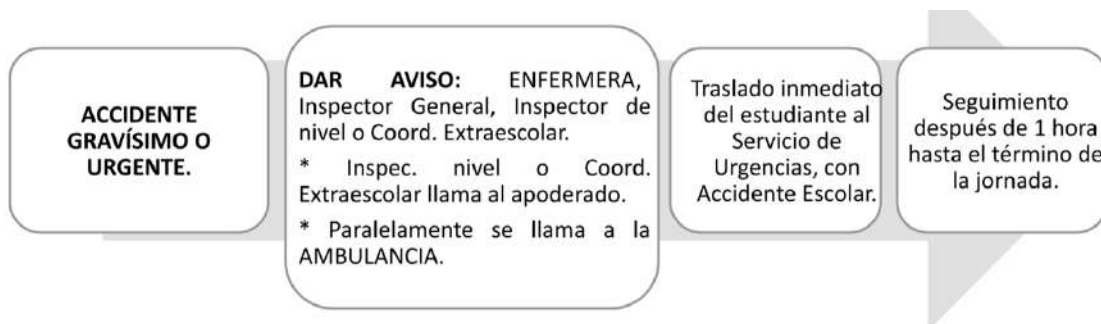 ACCIDENTE
GRAVÍSIMO O
URGENTE.
DAR AVISO: ENFERMERA,
Inspector General, Inspector de
nivel o Coord. Extraescolar.
* Inspec. nivel o Coord.
Extraescolar llama al apoderado.
* Paralelamente se llama a la
AMBULANCIA.
Traslado inmediato
del estudiante al
Servicio de
Urgencias, con
Accidente Escolar.
Seguimiento
después de 1 hora
hasta el término de
la jornada.